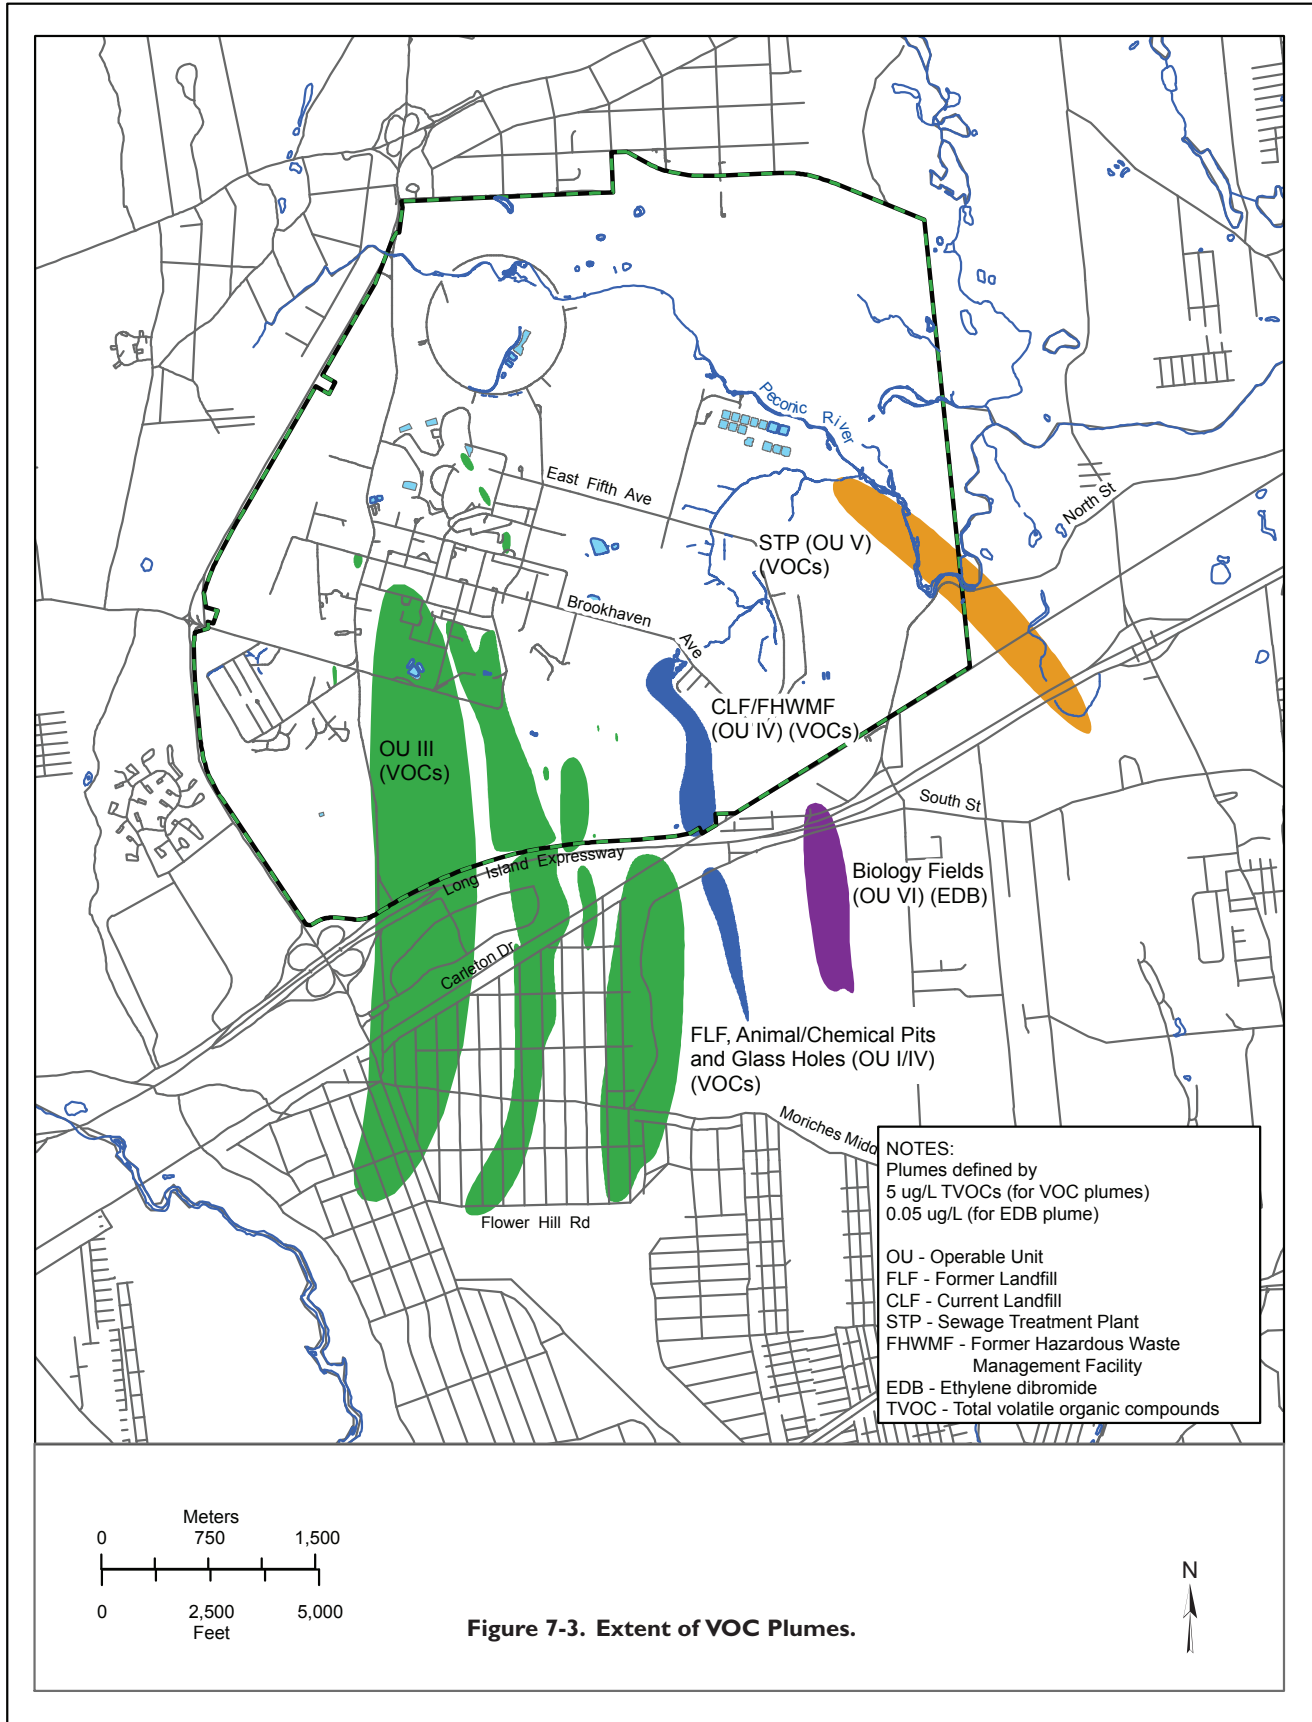 Peconic River
East Fifth Ave
North St
STP (OU V)
(VOCs)
Brookhaven
Ave
CLF/FHWMF
(OU IV) (VOCs)
OU III
(VOCs)
South St
Long Island Expressway
Biology Fields
(OU VI) (EDB)
Carleton Dr
FLF, Animal/Chemical Pits
and Glass Holes (OU I/IV)
(VOCs)
Moriches Midd
Flower Hill Rd
NOTES:
Plumes defined by
5 ug/L TVOCs (for VOC plumes)
0.05 ug/L (for EDB plume)
OU - Operable Unit
FLF - Former Landfill
CLF - Current Landfill
STP - Sewage Treatment Plant
FHWMF - Former Hazardous Waste
Management Facility
EDB - Ethylene dibromide
TVOC - Total volatile organic compounds
Meters
0 750 1,500
0 2,500 5,000
Feet
N
Figure 7-3. Extent of VOC Plumes.